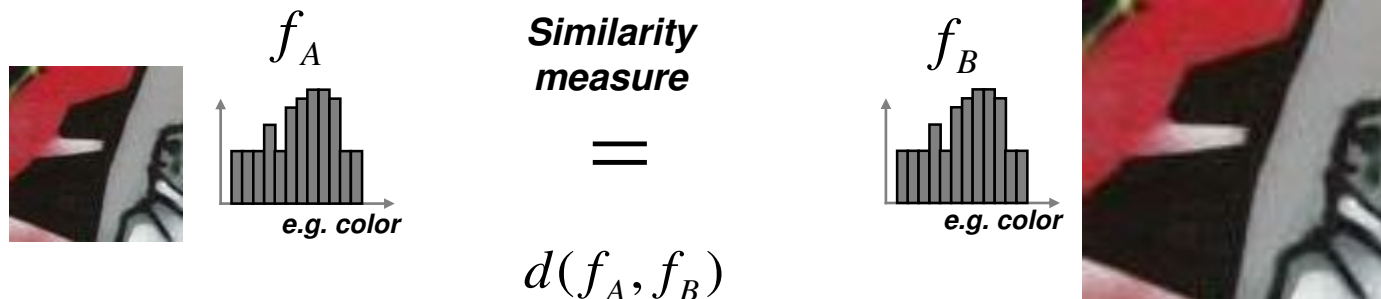 f_A
Similarity
measure
f_B
=
e.g. color
e.g. color
d(f_A, f_B)